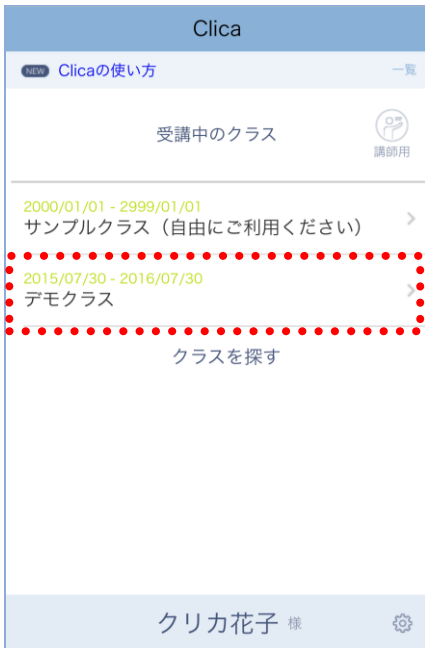 Clica
NEW Clicaの使い方 一覧
受講中のクラス
講師用
2000/01/01 - 2999/01/01
サンプルクラス（自由にご利用ください）
2015/07/30 - 2016/07/30
デモクラス
クラスを探す
クリカ花子 様